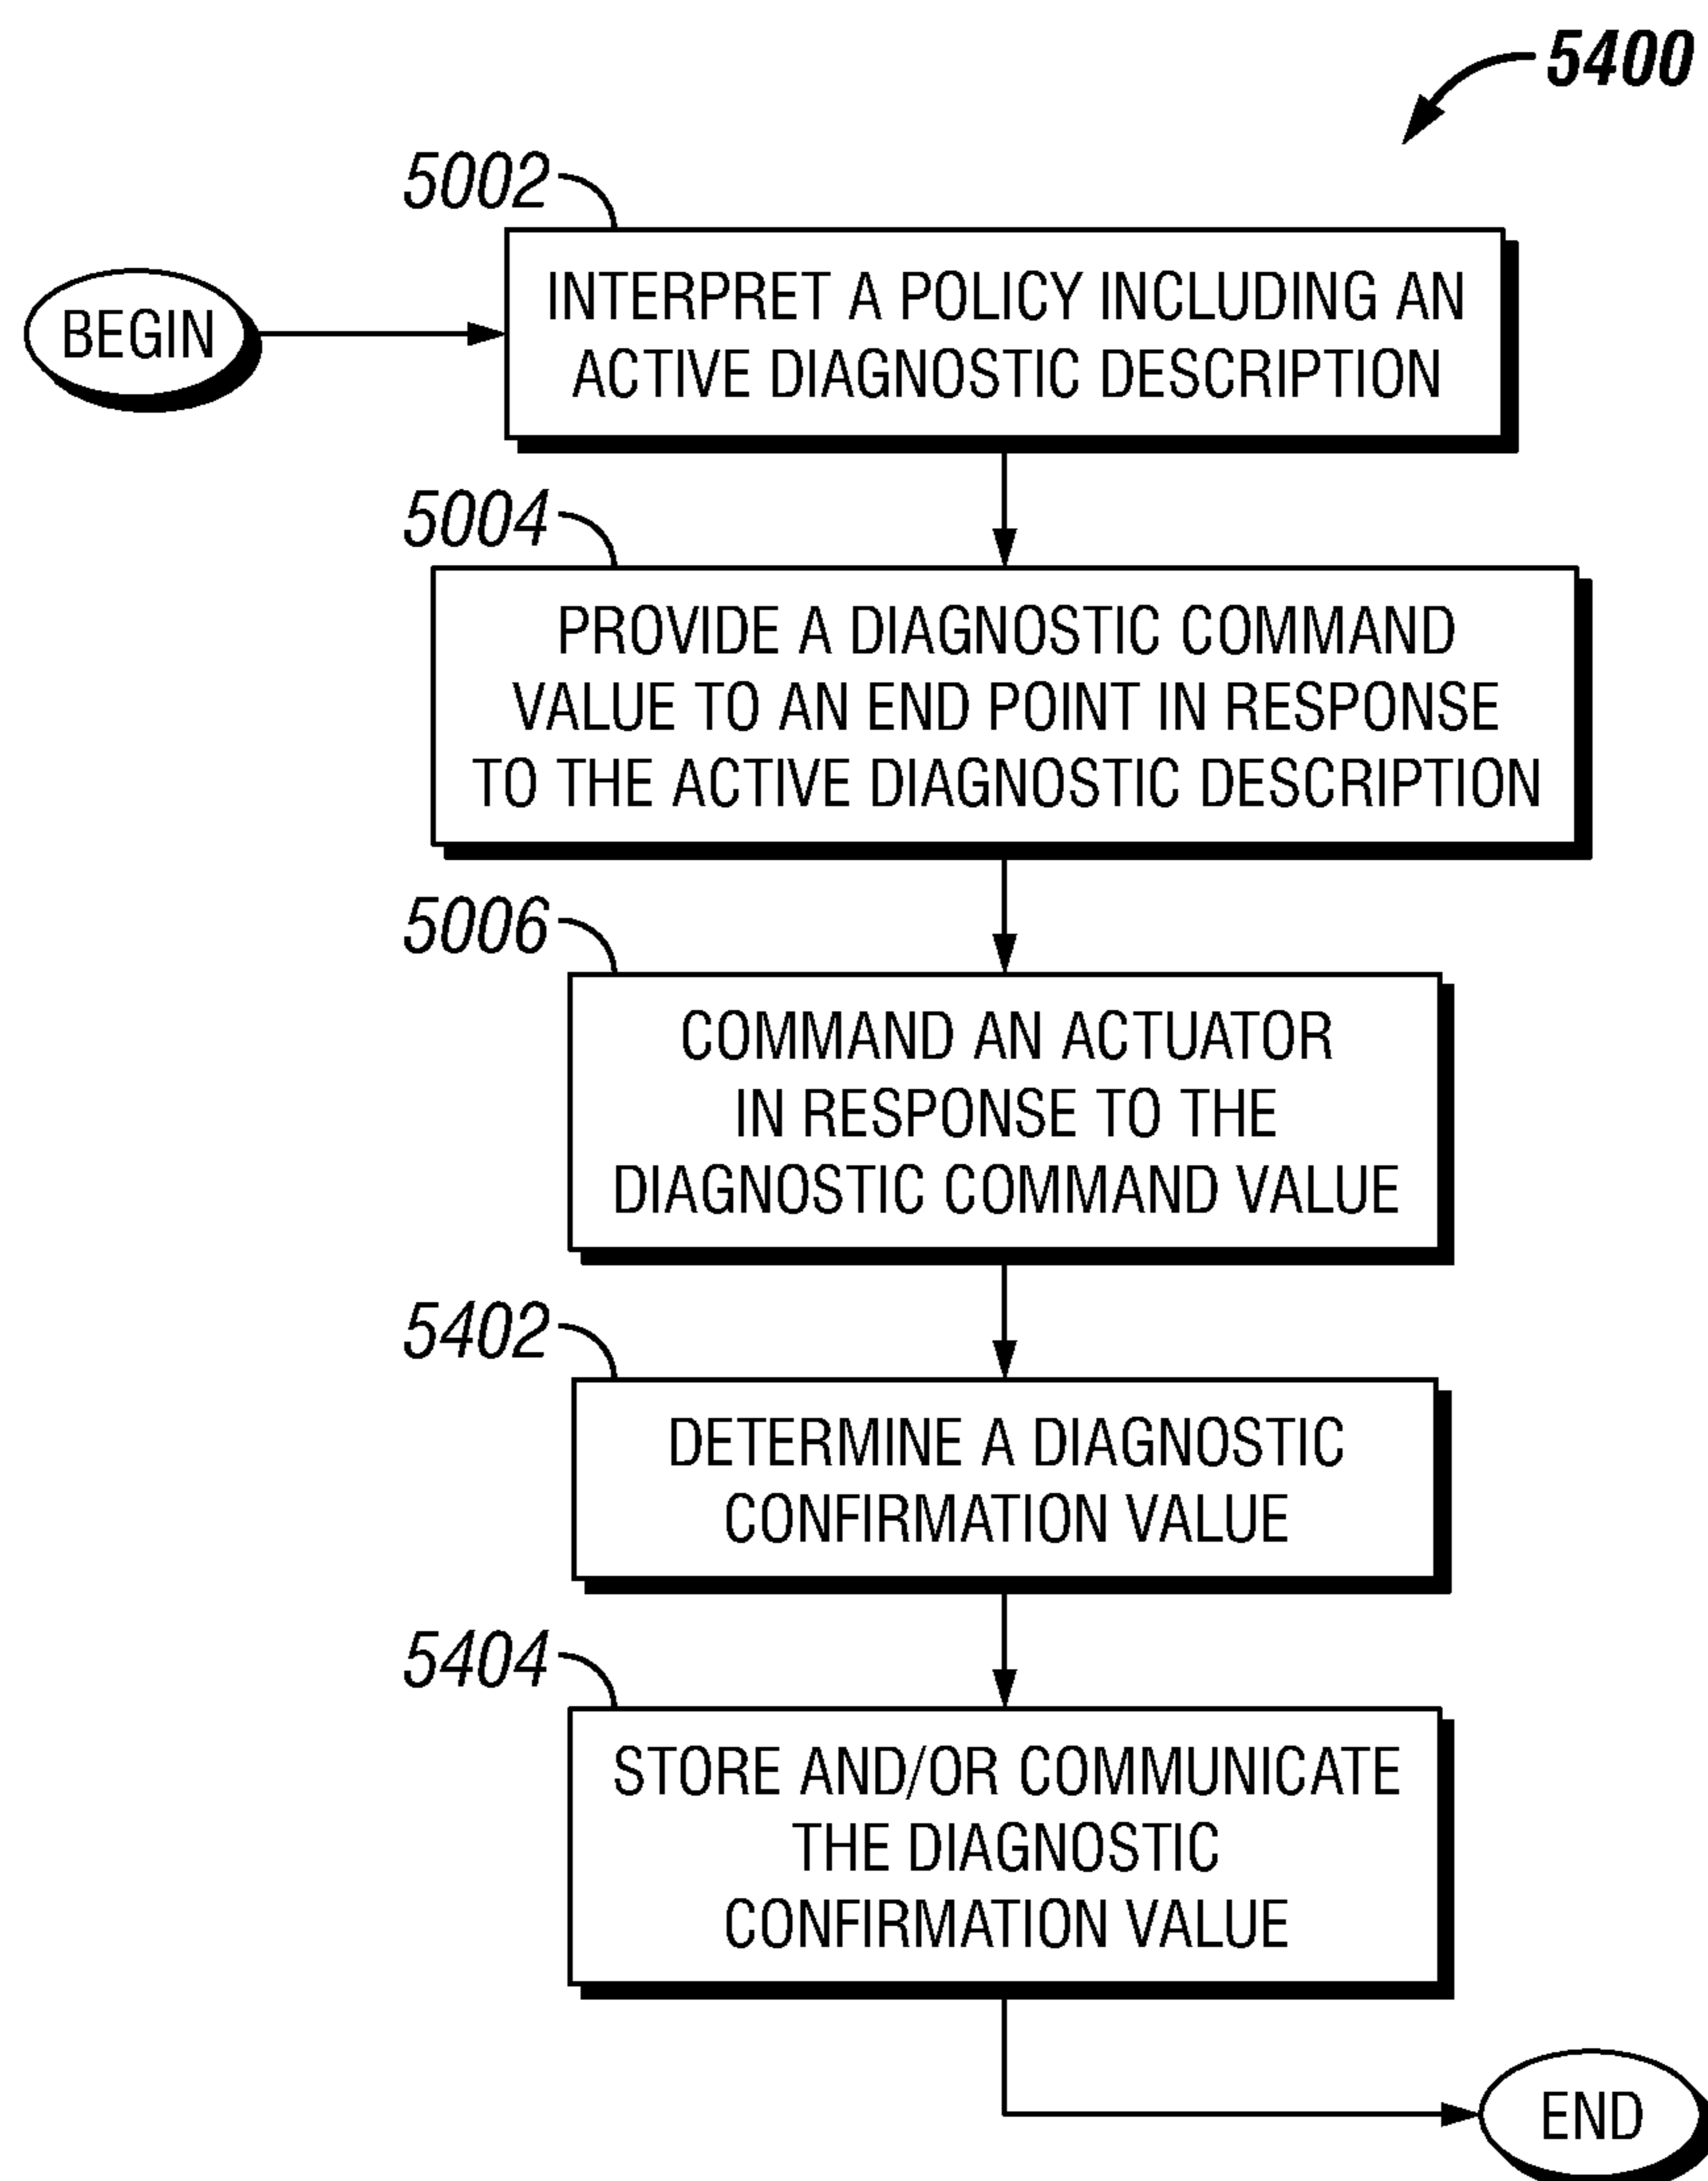 5400
5002
BEGIN
INTERPRET A POLICY INCLUDING AN
ACTIVE DIAGNOSTIC DESCRIPTION
5004
PROVIDE A DIAGNOSTIC COMMAND
VALUE TO AN END POINT IN RESPONSE
TO THE ACTIVE DIAGNOSTIC DESCRIPTION
5006
COMMAND AN ACTUATOR
IN RESPONSE TO THE
DIAGNOSTIC COMMAND VALUE
5402
DETERMINE A DIAGNOSTIC
CONFIRMATION VALUE
5404
STORE AND/OR COMMUNICATE
THE DIAGNOSTIC
CONFIRMATION VALUE
END